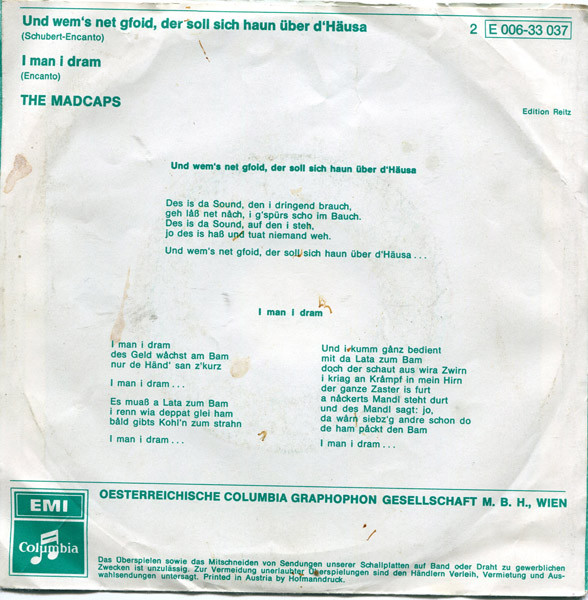 Und wem's net gfoid, der soll sich haun über d'Häusa
(Schubert-Encanto)
2 E 006-33 037
I man i dram
(Encanto)
THE MADCAPS
Edition Reitz
Und wem's net gfoid, der soll sich haun über d'Häusa
Des is da Sound, den i dringend brauch,
geh låß net nåch, i g'spürs scho im Bauch.
Des is da Sound, auf den i steh,
jo des is haß und tuat niemand weh.
Und wem's net gfoid, der soll sich haun über d'Häusa ...
I man i dram
I man i dram
des Geld wåchst am Bam
nur de Händ' san z'kurz
I man i dram ...
Es muaß a Lata zum Bam
i renn wia deppat glei ham
båld gibts Kohl'n zum strahn
I man i dram ...
Und i kumm gånz bedient
mit da Lata zum Bam
doch der schaut aus wira Zwirn
i kriag an Kråmpf in mein Hirn
der ganze Zaster is furt
a nåckerts Mandl steht durt
und des Mandl sagt: jo,
da wårn siebz'g andre schon do
de ham påckt den Bam
I man i dram ...
EMI
Columbia
OESTERREICHISCHE COLUMBIA GRAPHOPHON GESELLSCHAFT M. B. H., WIEN
Das Überspielen sowie das Mitschneiden von Sendungen unserer Schallplatten auf Band oder Draht zu gewerblichen
Zwecken ist unzulässig. Zur Vermeidung unerlaubter Überspielungen sind den Händlern Verleih, Vermietung und Aus-
wahlsendungen untersagt. Printed in Austria by Hofmanndruck.